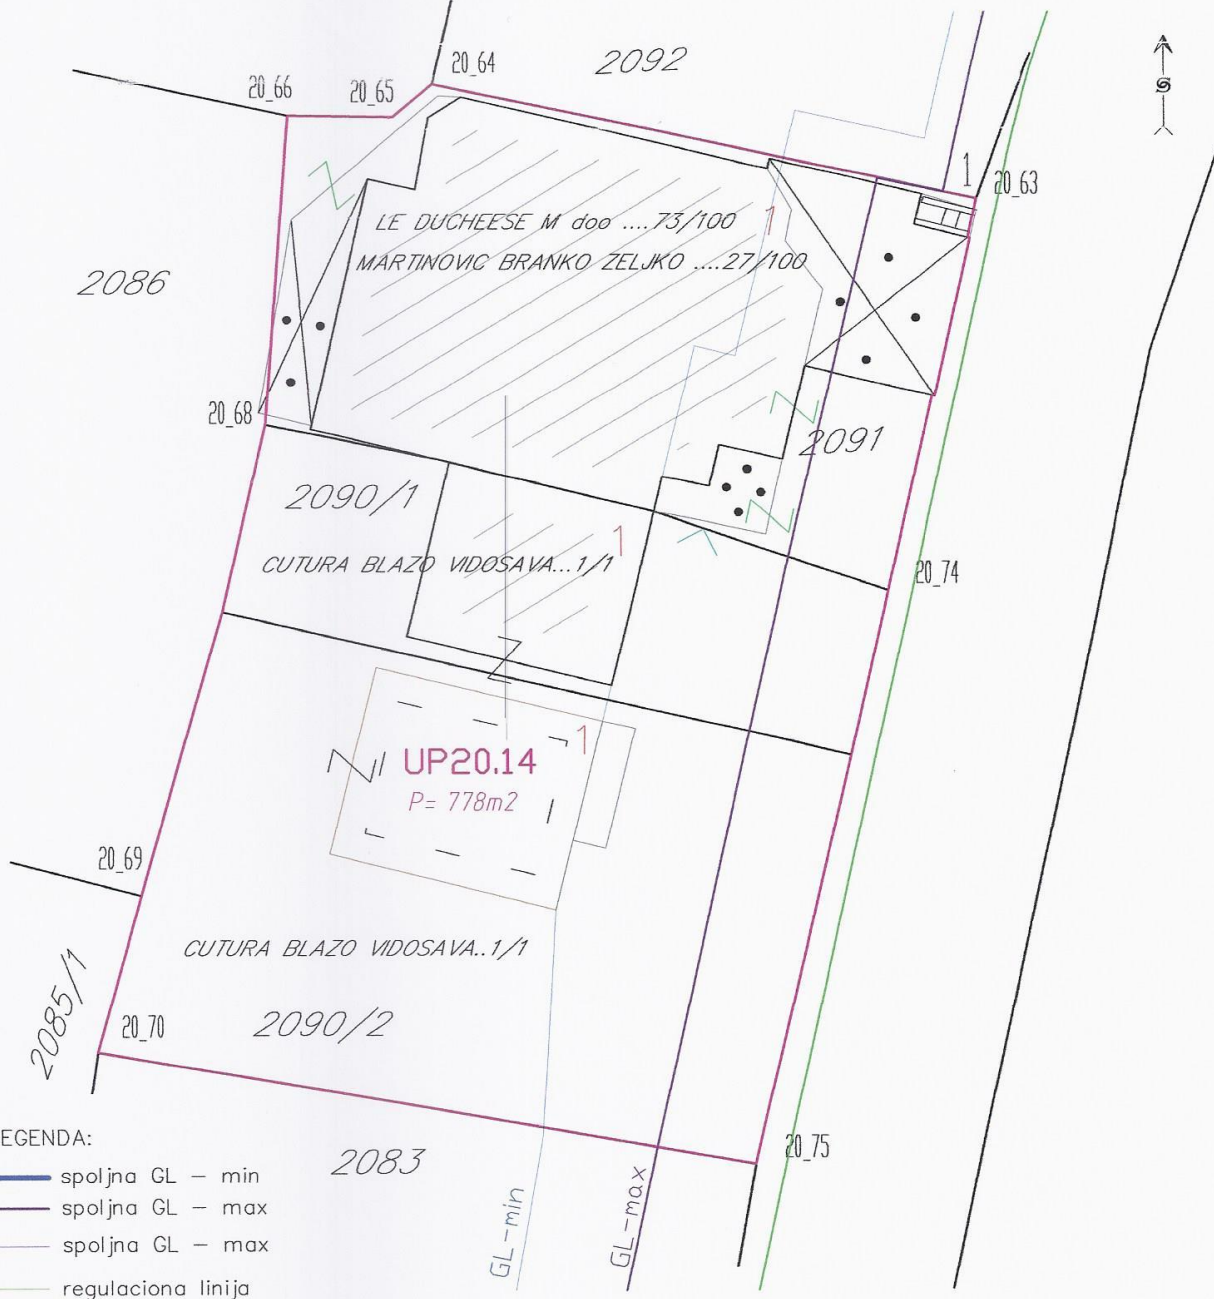 2092
20_64
20_66
20_65
1
20_63
LE DUCHEESE M doo ....73/100
1
MARTINOVIC BRANKO ZELJKO ....27/100
2086
20_68
2091
2090/1
1
CUTURA BLAZO VIDOSAVA...1/1
20_74
1
UP20.14
P= 778m2
20_69
CUTURA BLAZO VIDOSAVA..1/1
2085/1
20_70
2090/2
EGENDA:
2083
20_75
spoljna GL – min
spoljna GL – max
spoljna GL – max
regulaciona linija
GL-min
GL-max